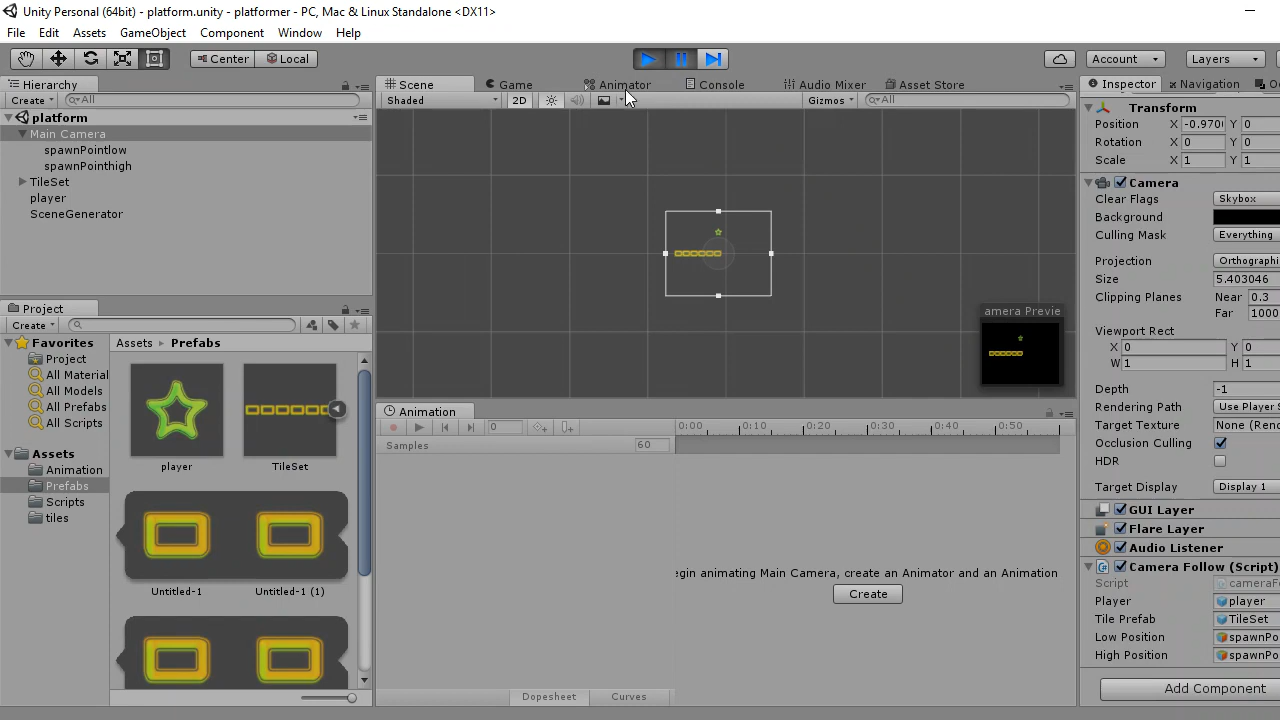 Unity Personal (64bit) - platform.unity - platformer - PC, Mac & Linux Standalone <DX11>
File Edit Assets GameObject Component Window Help
Center Local Account Layers
Hierarchy Scene Game Animator Console Audio Mixer Asset Store Inspector Navigation
Create All Shaded 2D Gizmos All
platform
Main Camera
spawnPointlow
spawnPointhigh
TileSet
player
SceneGenerator
Transform
Position X -0.970 Y 0
Rotation X 0 Y 0
Scale X 1 Y 1
Camera
Clear Flags Skybox
Background
Culling Mask Everything
Projection Orthographi
Size 5.403046
Clipping Planes Near 0.3
Far 1000
Viewport Rect
X 0 Y 0
W 1 H 1
Depth -1
Rendering Path Use Player S
Target Texture None (Rend
Occlusion Culling
HDR
Target Display Display 1
GUI Layer
Flare Layer
Audio Listener
Camera Follow (Script)
Script cameraFo
Player player
Tile Prefab TileSet
Low Position spawnPo
High Position spawnPo
Add Component
amera Previe
Project
Create
Favorites
Project
All Material
All Models
All Prefabs
All Scripts
Assets
Animation
Prefabs
Scripts
tiles
Assets Prefabs
player TileSet
Untitled-1 Untitled-1 (1)
Animation
0 0:00 0:10 0:20 0:30 0:40 0:50
Samples 60
egin animating Main Camera, create an Animator and an Animation
Create
Dopesheet Curves